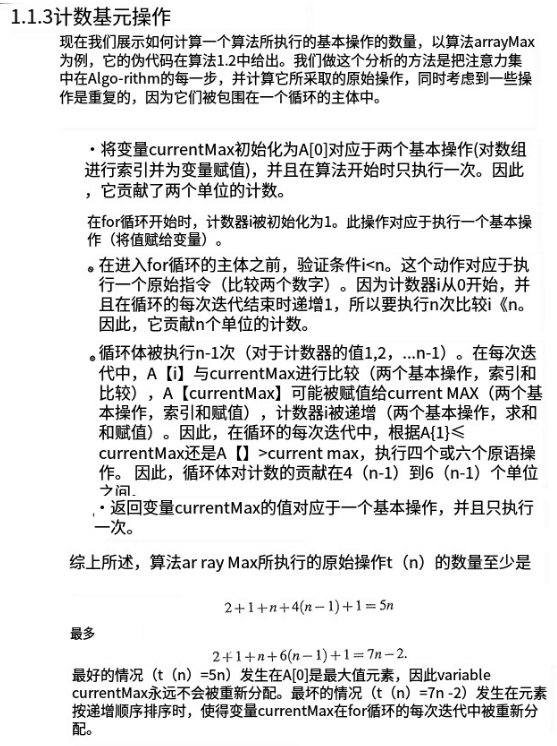 1.1.3计数基元操作
现在我们展示如何计算一个算法所执行的基本操作的数量，以算法arrayMax
为例，它的伪代码在算法1.2中给出。我们做这个分析的方法是把注意力集
中在Algo-rithm的每一步，并计算它所采取的原始操作，同时考虑到一些操
作是重复的，因为它们被包围在一个循环的主体中。
・将变量currentMax初始化为A[0]对应于两个基本操作(对数组
进行索引并为变量赋值)，并且在算法开始时只执行一次。因此
，它贡献了两个单位的计数。
在for循环开始时，计数器i被初始化为1。此操作对应于执行一个基本操
作（将值赋给变量）。
。在进入for循环的主体之前，验证条件i<n。这个动作对应于执
行一个原始指令（比较两个数字）。因为计数器i从0开始，并
且在循环的每次迭代结束时递增1，所以要执行n次比较i《n。
因此，它贡献n个单位的计数。
。循环体被执行n-1次（对于计数器的值1,2，...n-1）。在每次迭
代中，A【i】与currentMax进行比较（两个基本操作，索引和
比较），A【currentMax】可能被赋值给current MAX（两个基
本操作，索引和赋值），计数器i被递增（两个基本操作，求和
和赋值）。因此，在循环的每次迭代中，根据A{1}≤
currentMax还是A【】>current max，执行四个或六个原语操
作。 因此，循环体对计数的贡献在4（n-1）到6（n-1）个单位
之间.
・返回变量currentMax的值对应于一个基本操作，并且只执行
一次。
综上所述，算法ar ray Max所执行的原始操作t（n）的数量至少是
2+1+n+4(n−1)+1=5n
最多
2+1+n+6(n−1)+1=7n−2.
最好的情况（t（n）=5n）发生在A[0]是最大值元素，因此variable
currentMax永远不会被重新分配。最坏的情况（t（n）=7n -2）发生在元素
按递增顺序排序时，使得变量currentMax在for循环的每次迭代中被重新分
配。